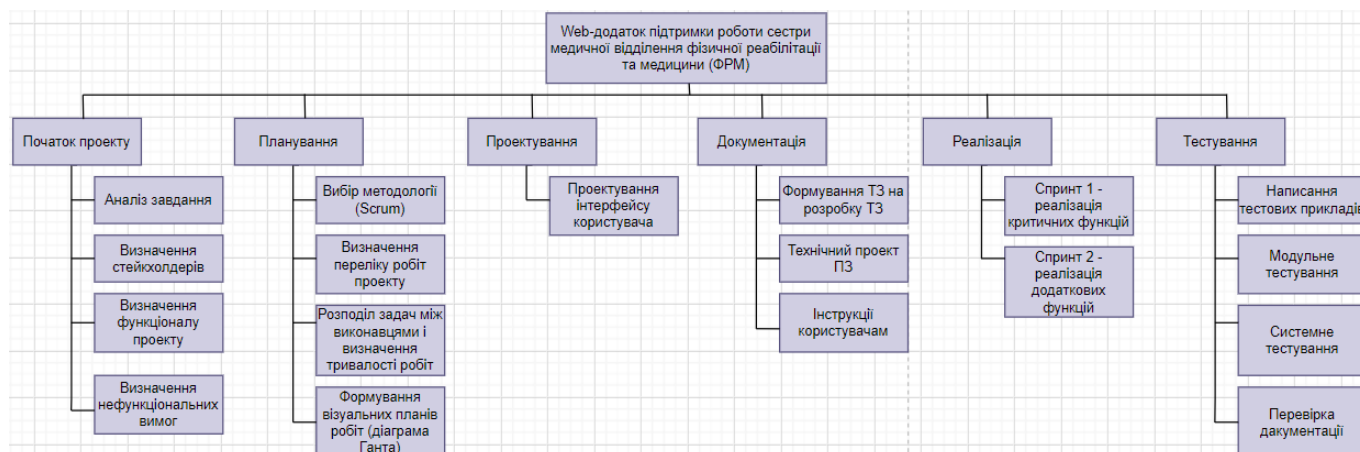 Web-додаток підтримки роботи сестри
медичної відділення фізичної реабілітації
та медицини (ФРМ)
Початок проекту
Планування
Проектування
Документація
Реалізація
Тестування
Аналіз завдання
Визначення
стейкхолдерів
Визначення
функціоналу
проекту
Визначення
нефункціональних
вимог
Вибір методології
(Scrum)
Визначення
переліку робіт
проекту
Розподіл задач між
виконавцями і
визначення
тривалості робіт
Формування
візуальних планів
робіт (діаграма
Ганта)
Проектування
інтерфейсу
користувача
Формування ТЗ на
розробку ТЗ
Технічний проект
ПЗ
Інструкції
користувачам
Спринт 1 -
реалізація
критичних функцій
Спринт 2 -
реалізація
додаткових
функцій
Написання
тестових прикладів
Модульне
тестування
Системне
тестування
Перевірка
дакументації